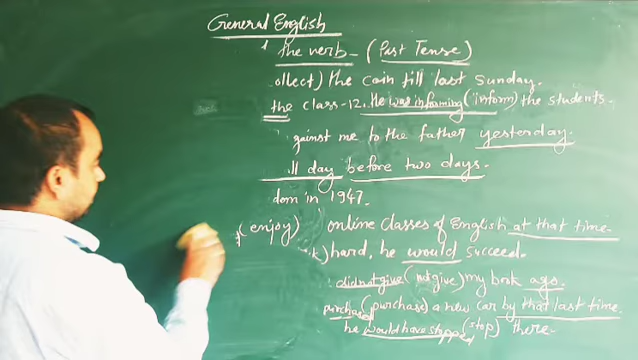 General English
the verb - (Past Tense)
ollect) the coin till last Sunday.
the class-12. He was informing (inform) the students.
gainst me to the father yesterday.
ll day before two days.
dom in 1947.
(enjoy) online classes of English at that time.
k) hard, he would succeed.
did not give (not give) my book ago.
purchased (purchase) a new car by that last time.
he would have stopped (stop) there.